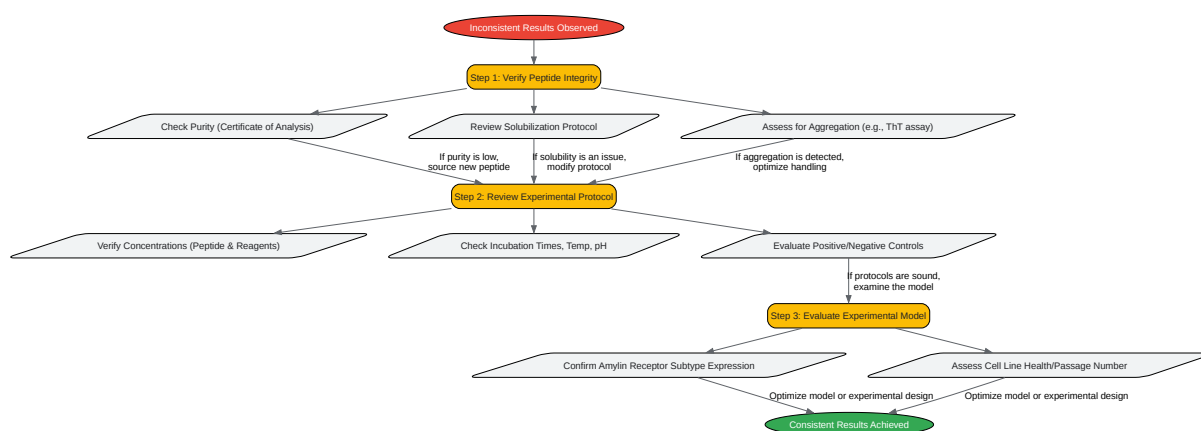 Inconsistent Results Observed
Step 1: Verify Peptide Integrity
Check Purity (Certificate of Analysis)
Review Solubilization Protocol
Assess for Aggregation (e.g., ThT assay)
If purity is low,
source new peptide
If solubility is an issue,
modify protocol
If aggregation is detected,
optimize handling
Step 2: Review Experimental Protocol
Verify Concentrations (Peptide & Reagents)
Check Incubation Times, Temp, pH
Evaluate Positive/Negative Controls
If protocols are sound,
examine the model
Step 3: Evaluate Experimental Model
Confirm Amylin Receptor Subtype Expression
Assess Cell Line Health/Passage Number
Optimize model or experimental design
Optimize model or experimental design
Consistent Results Achieved